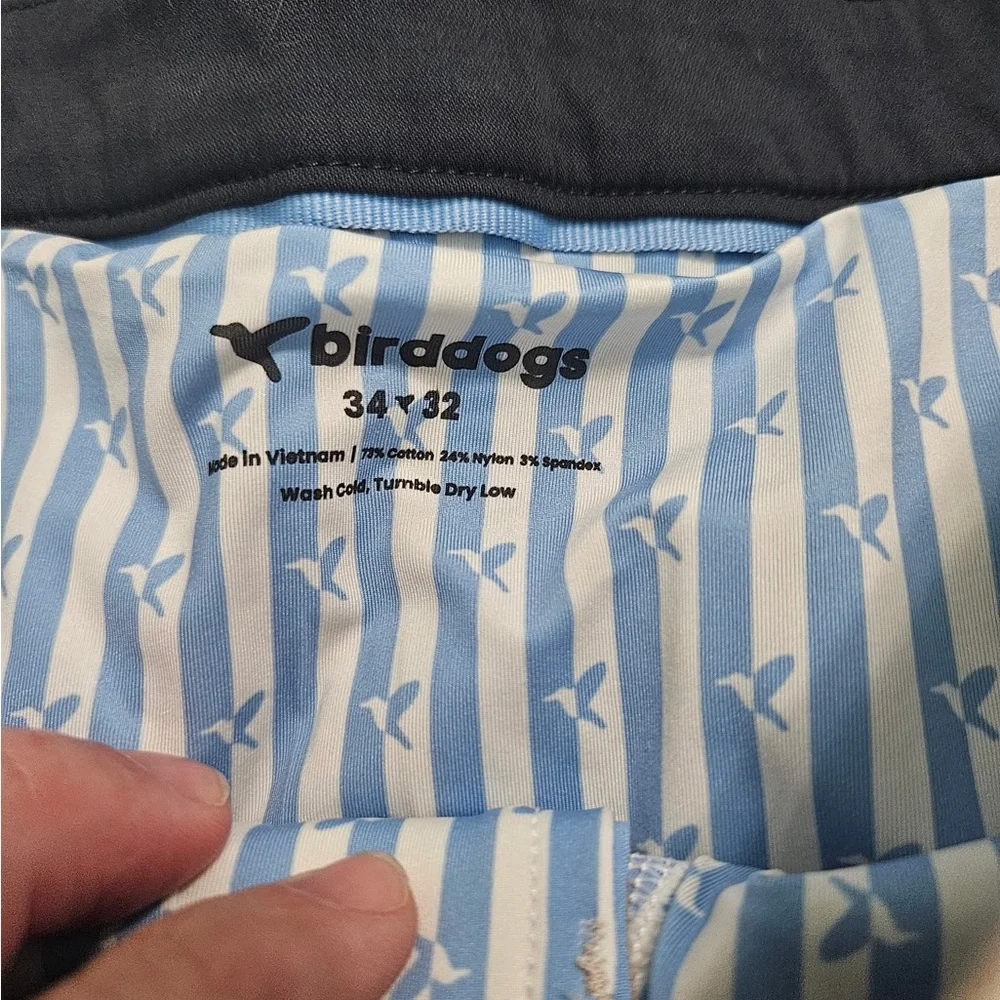 birddogs
34 32
Made in Vietnam | 73% Cotton 24% Nylon 3% Spandex
Wash Cold, Tumble Dry Low